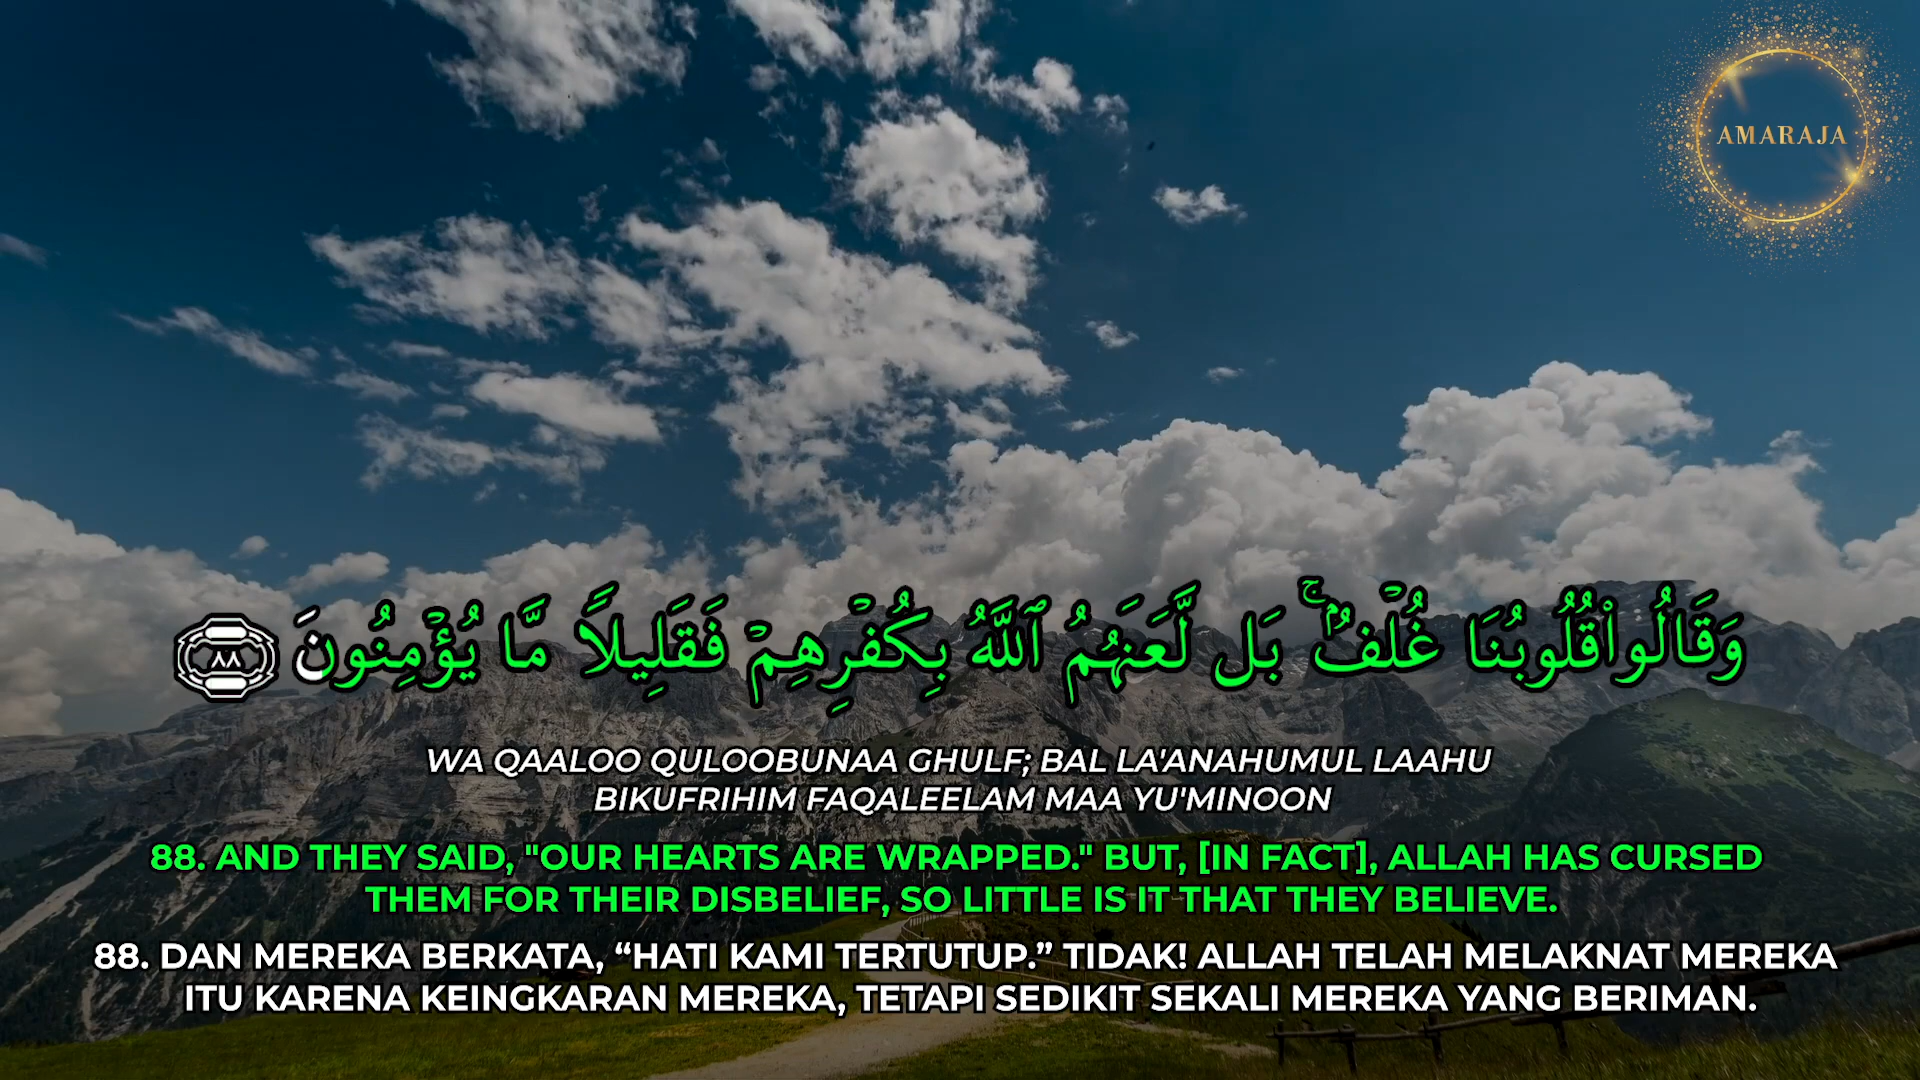 AMARAJA
وَقَالُوا۟ قُلُوبُنَا غُلْفٌۢ ۚ بَل لَّعَنَهُمُ ٱللَّهُ بِكُفْرِهِمْ فَقَلِيلًا مَّا يُؤْمِنُونَ ٨٨
WA QAALOO QULOOBUNAA GHULF; BAL LA'ANAHUMUL LAAHU
BIKUFRIHIM FAQALEELAM MAA YU'MINOON
88. AND THEY SAID, "OUR HEARTS ARE WRAPPED." BUT, [IN FACT], ALLAH HAS CURSED
THEM FOR THEIR DISBELIEF, SO LITTLE IS IT THAT THEY BELIEVE.
88. DAN MEREKA BERKATA, “HATI KAMI TERTUTUP.” TIDAK! ALLAH TELAH MELAKNAT MEREKA
ITU KARENA KEINGKARAN MEREKA, TETAPI SEDIKIT SEKALI MEREKA YANG BERIMAN.